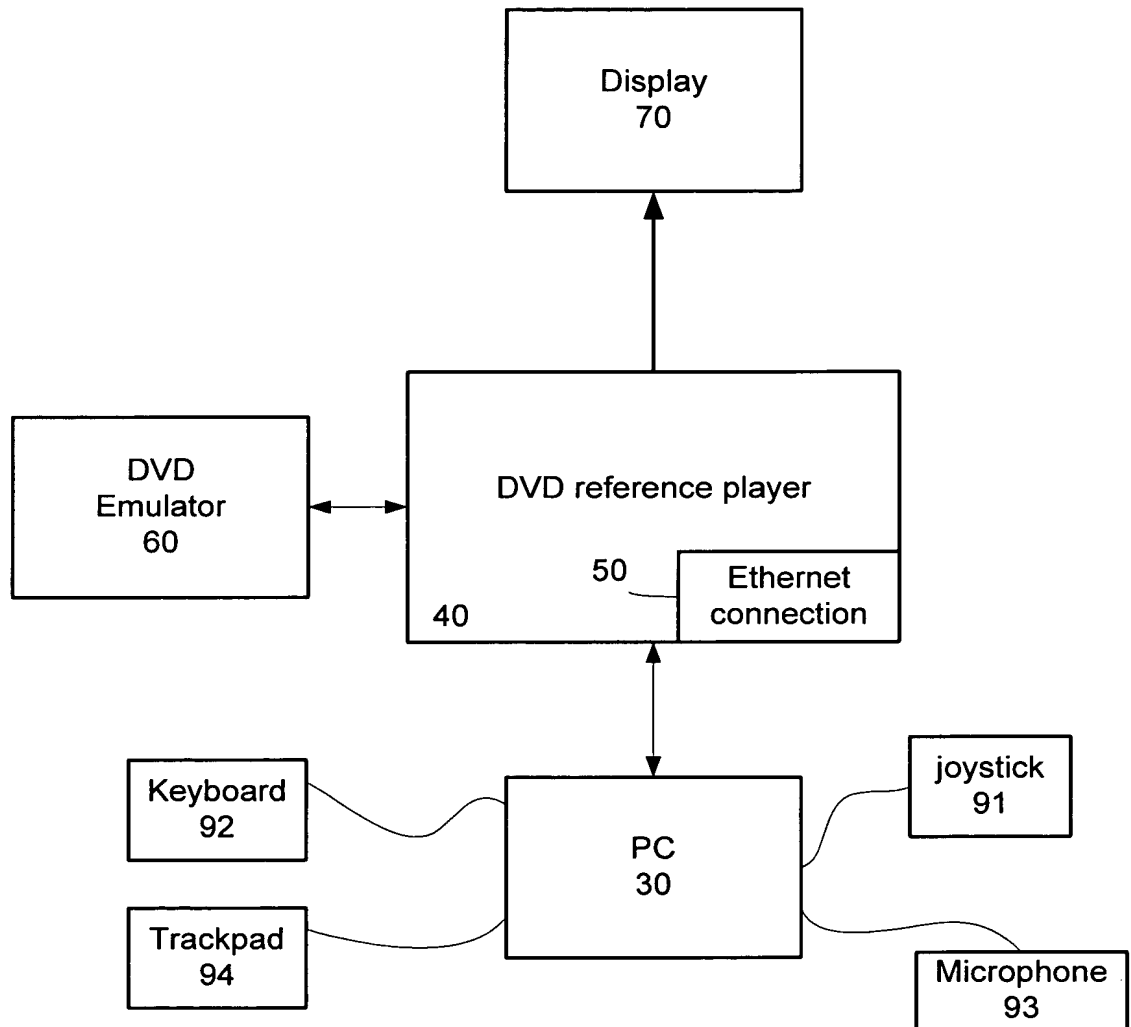 Display
70
DVD
Emulator
60
DVD reference player
50
Ethernet
connection
40
Keyboard
92
joystick
91
PC
30
Trackpad
94
Microphone
93